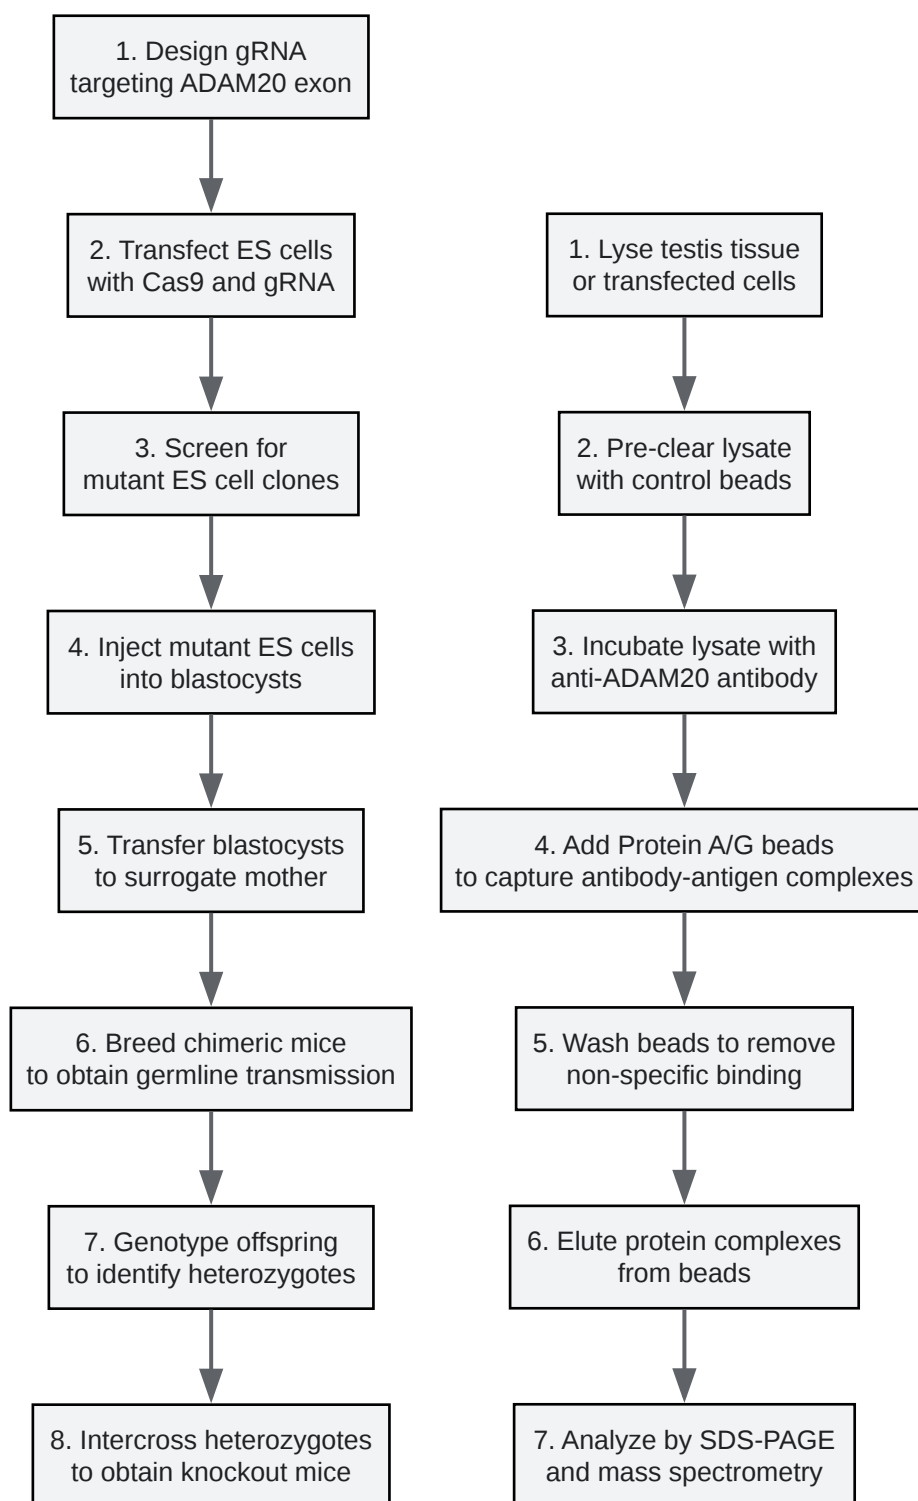 1. Design gRNA
targeting ADAM20 exon
2. Transfect ES cells
with Cas9 and gRNA
3. Screen for
mutant ES cell clones
4. Inject mutant ES cells
into blastocysts
5. Transfer blastocysts
to surrogate mother
6. Breed chimeric mice
to obtain germline transmission
7. Genotype offspring
to identify heterozygotes
8. Intercross heterozygotes
to obtain knockout mice
1. Lyse testis tissue
or transfected cells
2. Pre-clear lysate
with control beads
3. Incubate lysate with
anti-ADAM20 antibody
4. Add Protein A/G beads
to capture antibody-antigen complexes
5. Wash beads to remove
non-specific binding
6. Elute protein complexes
from beads
7. Analyze by SDS-PAGE
and mass spectrometry